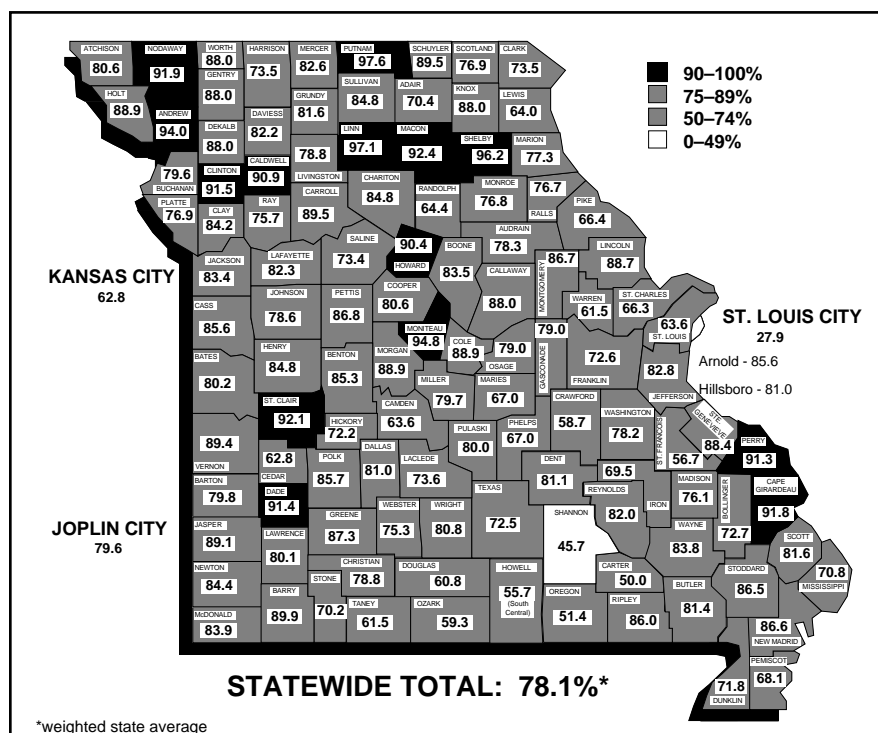 ATCHISON
80.6
NODAWAY
91.9
WORTH
88.0
HARRISON
73.5
MERCER
82.6
PUTNAM
97.6
SCHUYLER
89.5
SCOTLAND
76.9
CLARK
73.5
90–100%
75–89%
50–74%
0–49%
HOLT
88.9
ANDREW
94.0
GENTRY
88.0
DEKALB
88.0
DAVIESS
82.2
GRUNDY
81.6
SULLIVAN
84.8
ADAIR
70.4
KNOX
88.0
LEWIS
64.0
79.6
BUCHANAN
CLINTON
91.5
CALDWELL
90.9
78.8
LIVINGSTON
LINN
97.1
MACON
92.4
SHELBY
96.2
MARION
77.3
PLATTE
76.9
CLAY
84.2
RAY
75.7
CARROLL
89.5
CHARITON
84.8
RANDOLPH
64.4
MONROE
76.8
76.7
RALLS
PIKE
66.4
JACKSON
83.4
LAFAYETTE
82.3
SALINE
73.4
90.4
HOWARD
BOONE
83.5
AUDRAIN
78.3
CALLAWAY
88.0
86.7
MONTGOMERY
LINCOLN
88.7
WARREN
61.5
ST. CHARLES
66.3
KANSAS CITY
62.8
63.6
ST. LOUIS
ST. LOUIS CITY
27.9
Arnold - 85.6
Hillsboro - 81.0
CASS
85.6
JOHNSON
78.6
PETTIS
86.8
COOPER
80.6
MONITEAU
94.8
COLE
88.9
79.0
OSAGE
79.0
GASCONADE
72.6
FRANKLIN
82.8
JEFFERSON
BATES
80.2
HENRY
84.8
BENTON
85.3
MORGAN
88.9
MILLER
79.7
MARIES
67.0
CRAWFORD
58.7
WASHINGTON
78.2
ST. FRANCOIS
56.7
STE. GENEVIEVE
88.4
PERRY
91.3
ST. CLAIR
92.1
HICKORY
72.2
CAMDEN
63.6
PULASKI
80.0
PHELPS
67.0
89.4
VERNON
62.8
CEDAR
POLK
85.7
DALLAS
81.0
LACLEDE
73.6
DENT
81.1
69.5
IRON
REYNOLDS
82.0
MADISON
76.1
BOLLINGER
72.7
CAPE GIRARDEAU
91.8
BARTON
79.8
DADE
91.4
GREENE
87.3
WEBSTER
75.3
WRIGHT
80.8
TEXAS
72.5
SHANNON
45.7
WAYNE
83.8
SCOTT
81.6
JOPLIN CITY
79.6
JASPER
89.1
LAWRENCE
80.1
CHRISTIAN
78.8
DOUGLAS
60.8
HOWELL
55.7
(South Central)
CARTER
50.0
BUTLER
81.4
STODDARD
86.5
70.8
MISSISSIPPI
NEWTON
84.4
BARRY
89.9
STONE
70.2
TANEY
61.5
OZARK
59.3
OREGON
51.4
RIPLEY
86.0
McDONALD
83.9
86.6
NEW MADRID
PEMISCOT
68.1
71.8
DUNKLIN
STATEWIDE TOTAL: 78.1%*
*weighted state average